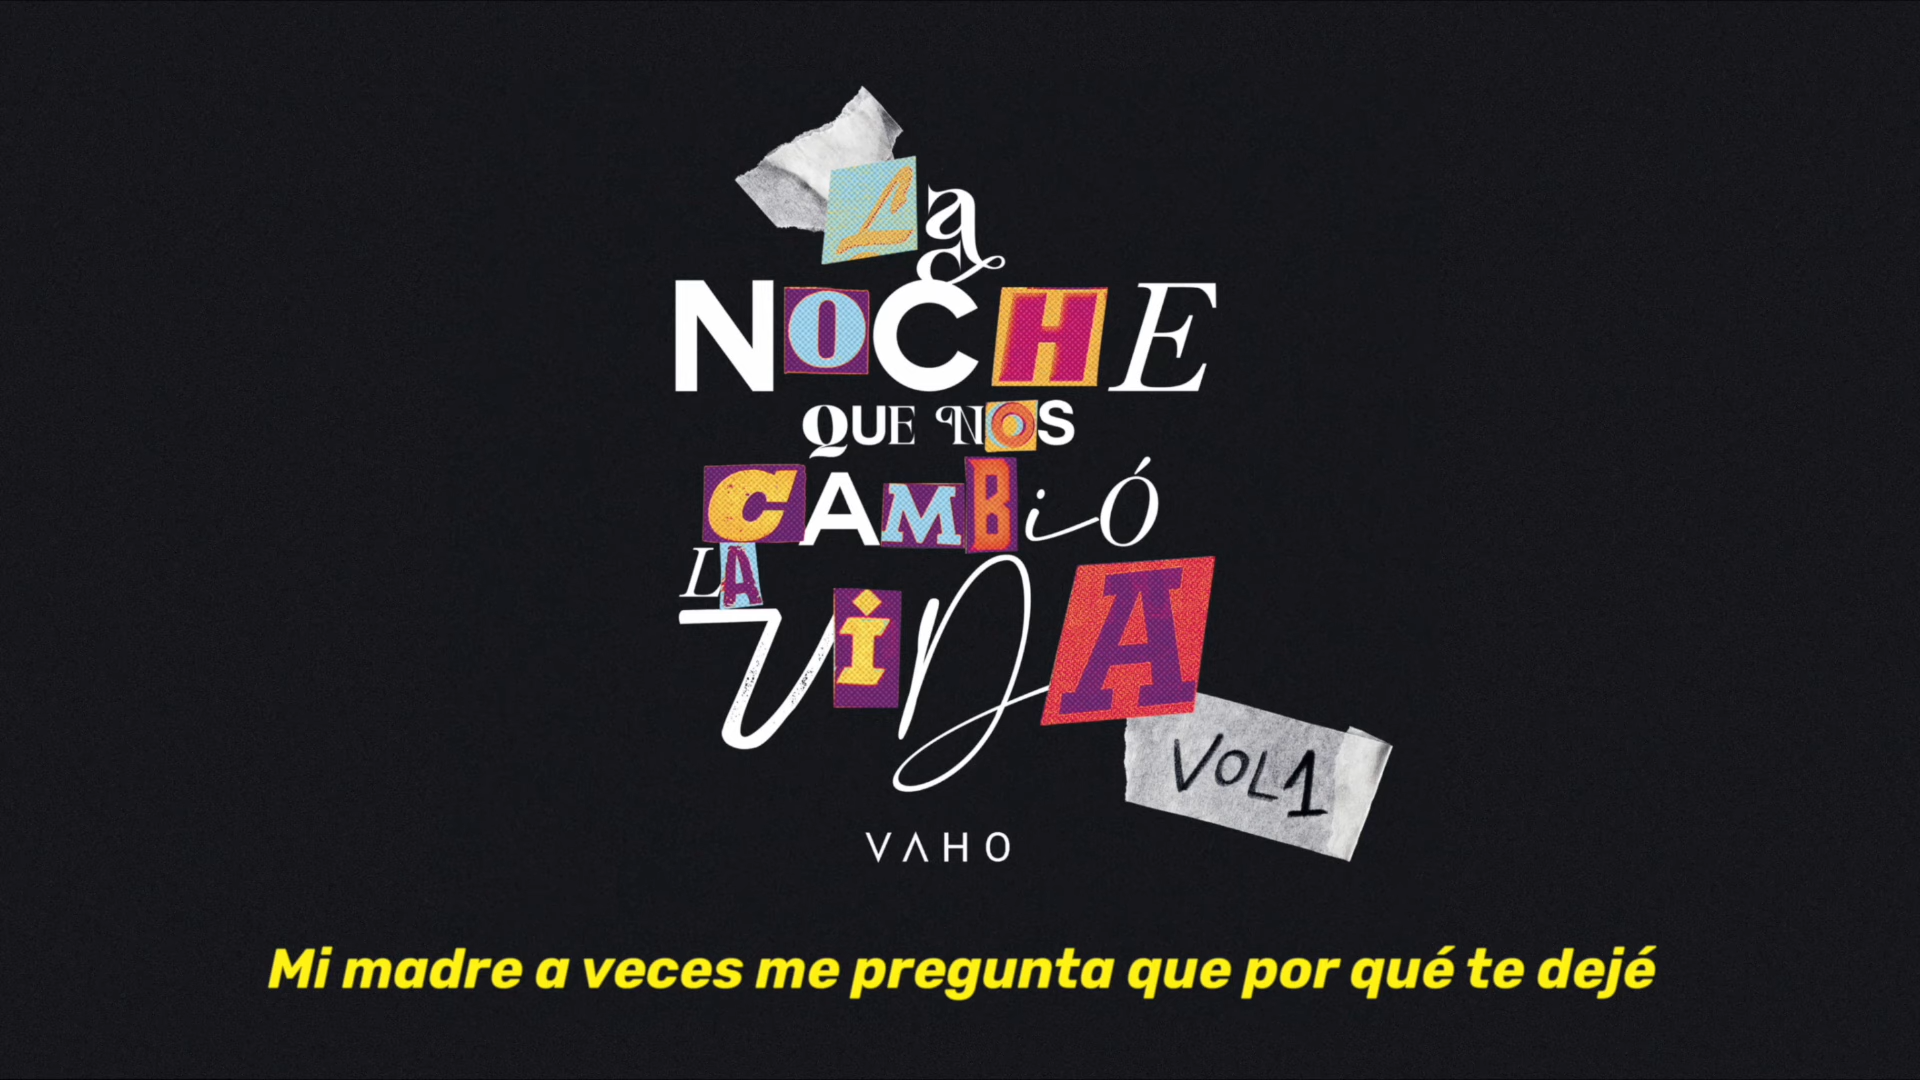 La
NOCHE
QUE NOS
CAMBiÓ
LA
ViDA
VOL1
VAHO
Mi madre a veces me pregunta que por qué te dejé